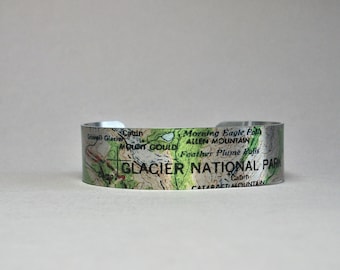 Morning Eagle Falls
Cabin
MOUNT GOULD
ALLEN MOUNTAIN
Feather Plume Falls
GLACIER NATIONAL PARK
Cabin
CATARACT MOUNTAIN